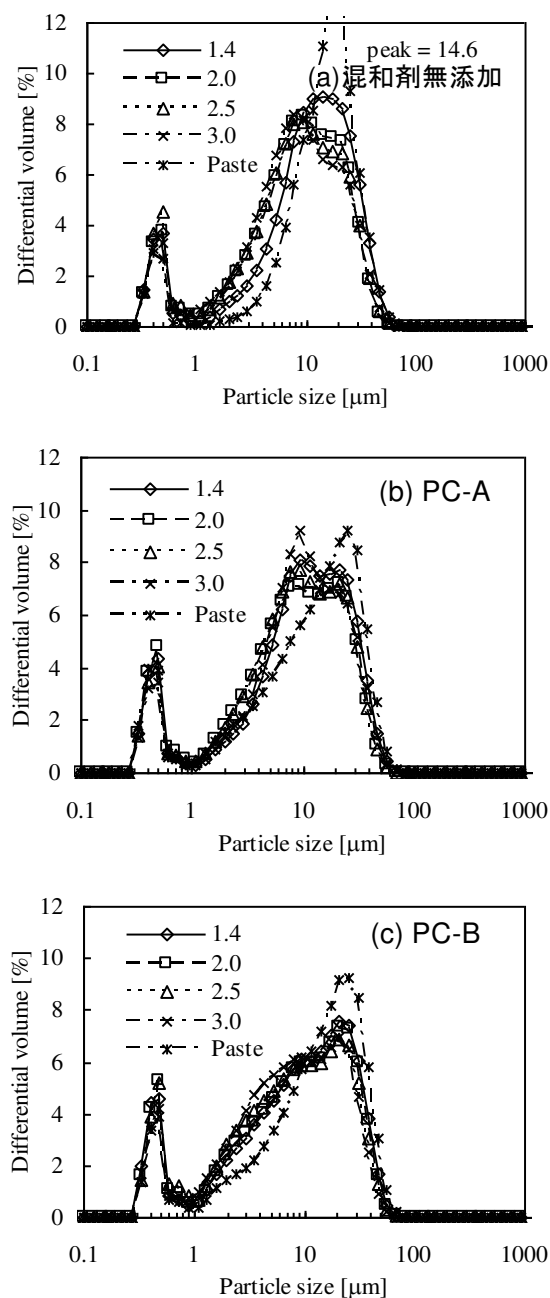 12
10
8
6
4
2
0
Differential volume [%]
1.4
2.0
2.5
3.0
Paste
peak = 14.6
(a) 混和剤無添加
0.1 1 10 100 1000
Particle size [μm]
12
10
8
6
4
2
0
Differential volume [%]
1.4
2.0
2.5
3.0
Paste
(b) PC-A
0.1 1 10 100 1000
Particle size [μm]
12
10
8
6
4
2
0
Differential volume [%]
1.4
2.0
2.5
3.0
Paste
(c) PC-B
0.1 1 10 100 1000
Particle size [μm]